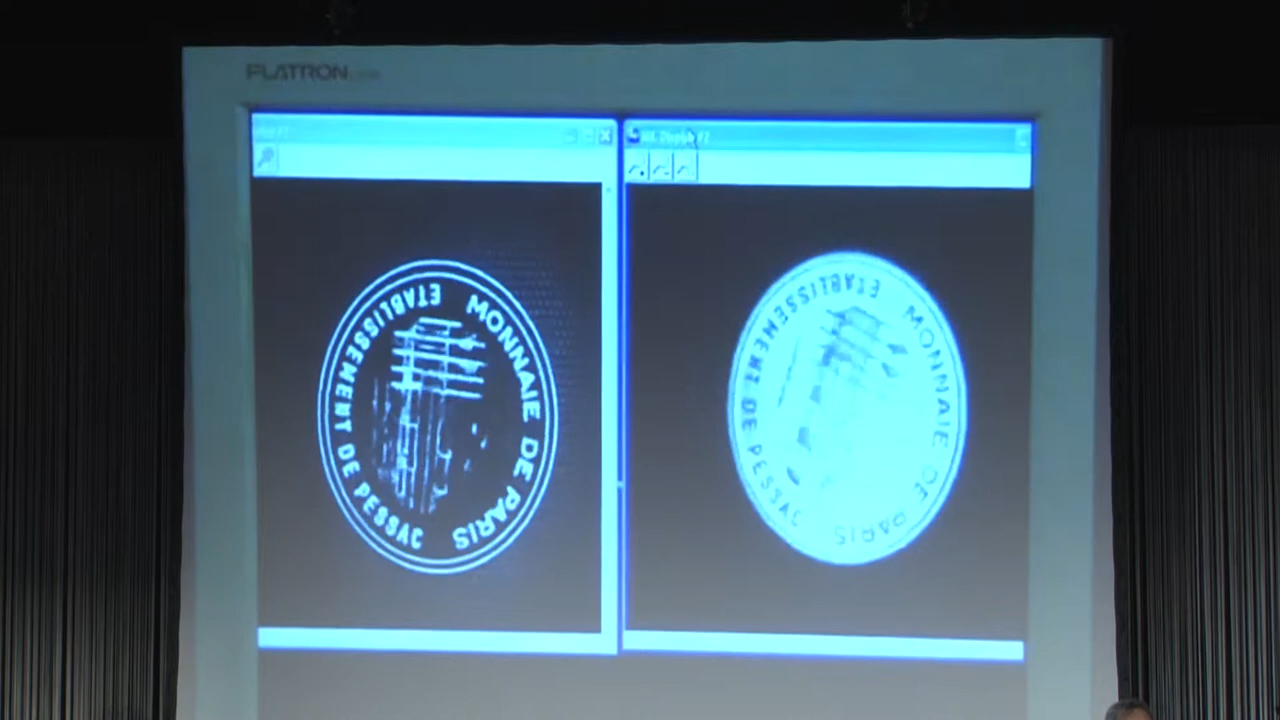 FLATRON
MONNAIE DE PARIS
ETABLISSEMENT DE PESSAC
MONNAIE DE PARIS
ETABLISSEMENT DE PESSAC